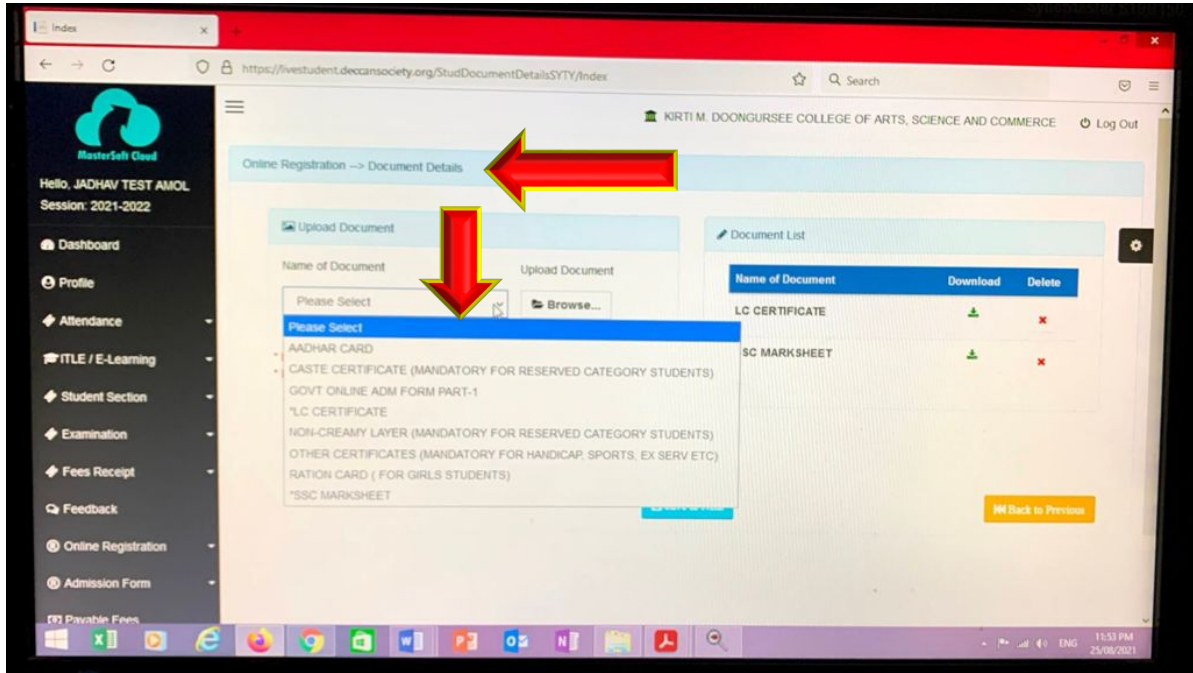 Index
https://livestudent.deccansociety.org/StudDocumentDetailsSYTY/Index
Search
MasterSoft Cloud
KIRTI M. DOONGURSEE COLLEGE OF ARTS, SCIENCE AND COMMERCE
Log Out
Hello, JADHAV TEST AMOL
Session: 2021-2022
Online Registration --> Document Details
Dashboard
Profile
Attendance
ITLE / E-Learning
Student Section
Examination
Fees Receipt
Feedback
Online Registration
Admission Form
Payable Fees
Upload Document
Name of Document
Upload Document
Please Select
Browse...
Please Select
AADHAR CARD
CASTE CERTIFICATE (MANDATORY FOR RESERVED CATEGORY STUDENTS)
GOVT ONLINE ADM FORM PART-1
*LC CERTIFICATE
NON-CREAMY LAYER (MANDATORY FOR RESERVED CATEGORY STUDENTS)
OTHER CERTIFICATES (MANDATORY FOR HANDICAP, SPORTS, EX SERV ETC)
RATION CARD ( FOR GIRLS STUDENTS)
*SSC MARKSHEET
Document List
Name of Document Download Delete
LC CERTIFICATE
SC MARKSHEET
Back to Previous
ENG
11:53 PM
25/08/2021